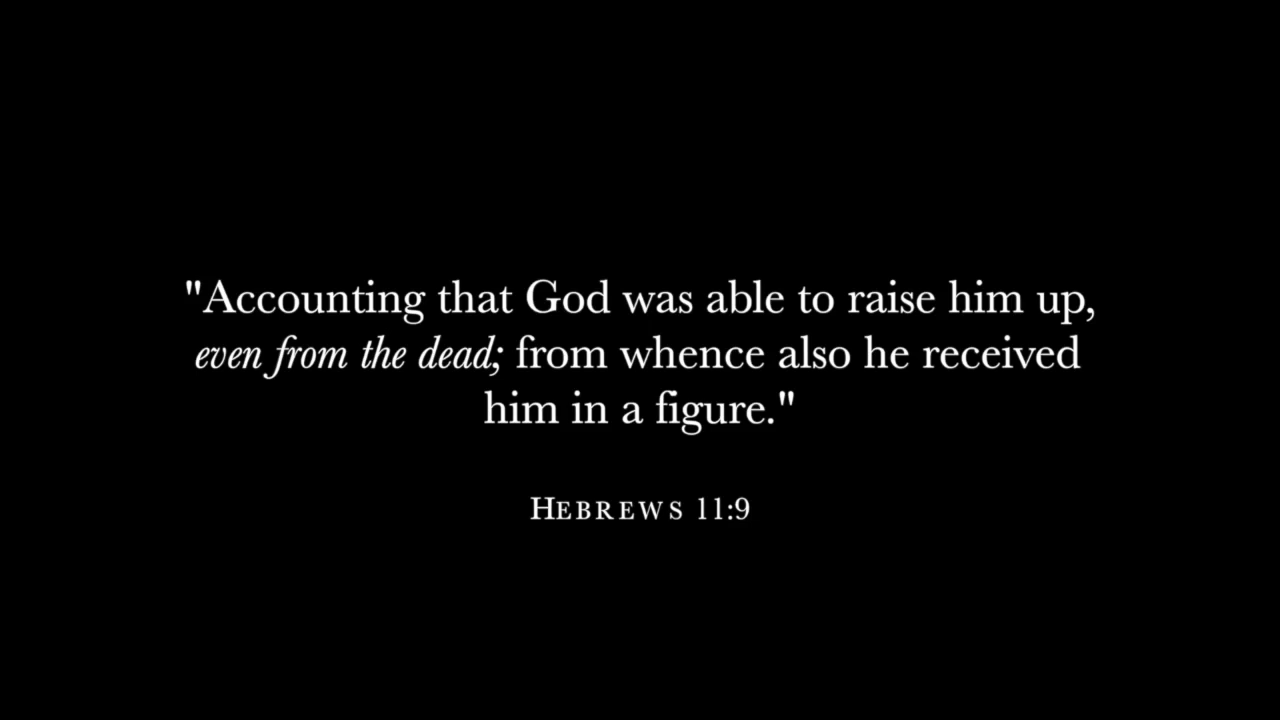 "Accounting that God was able to raise him up,
even from the dead; from whence also he received
him in a figure."
HEBREWS 11:9